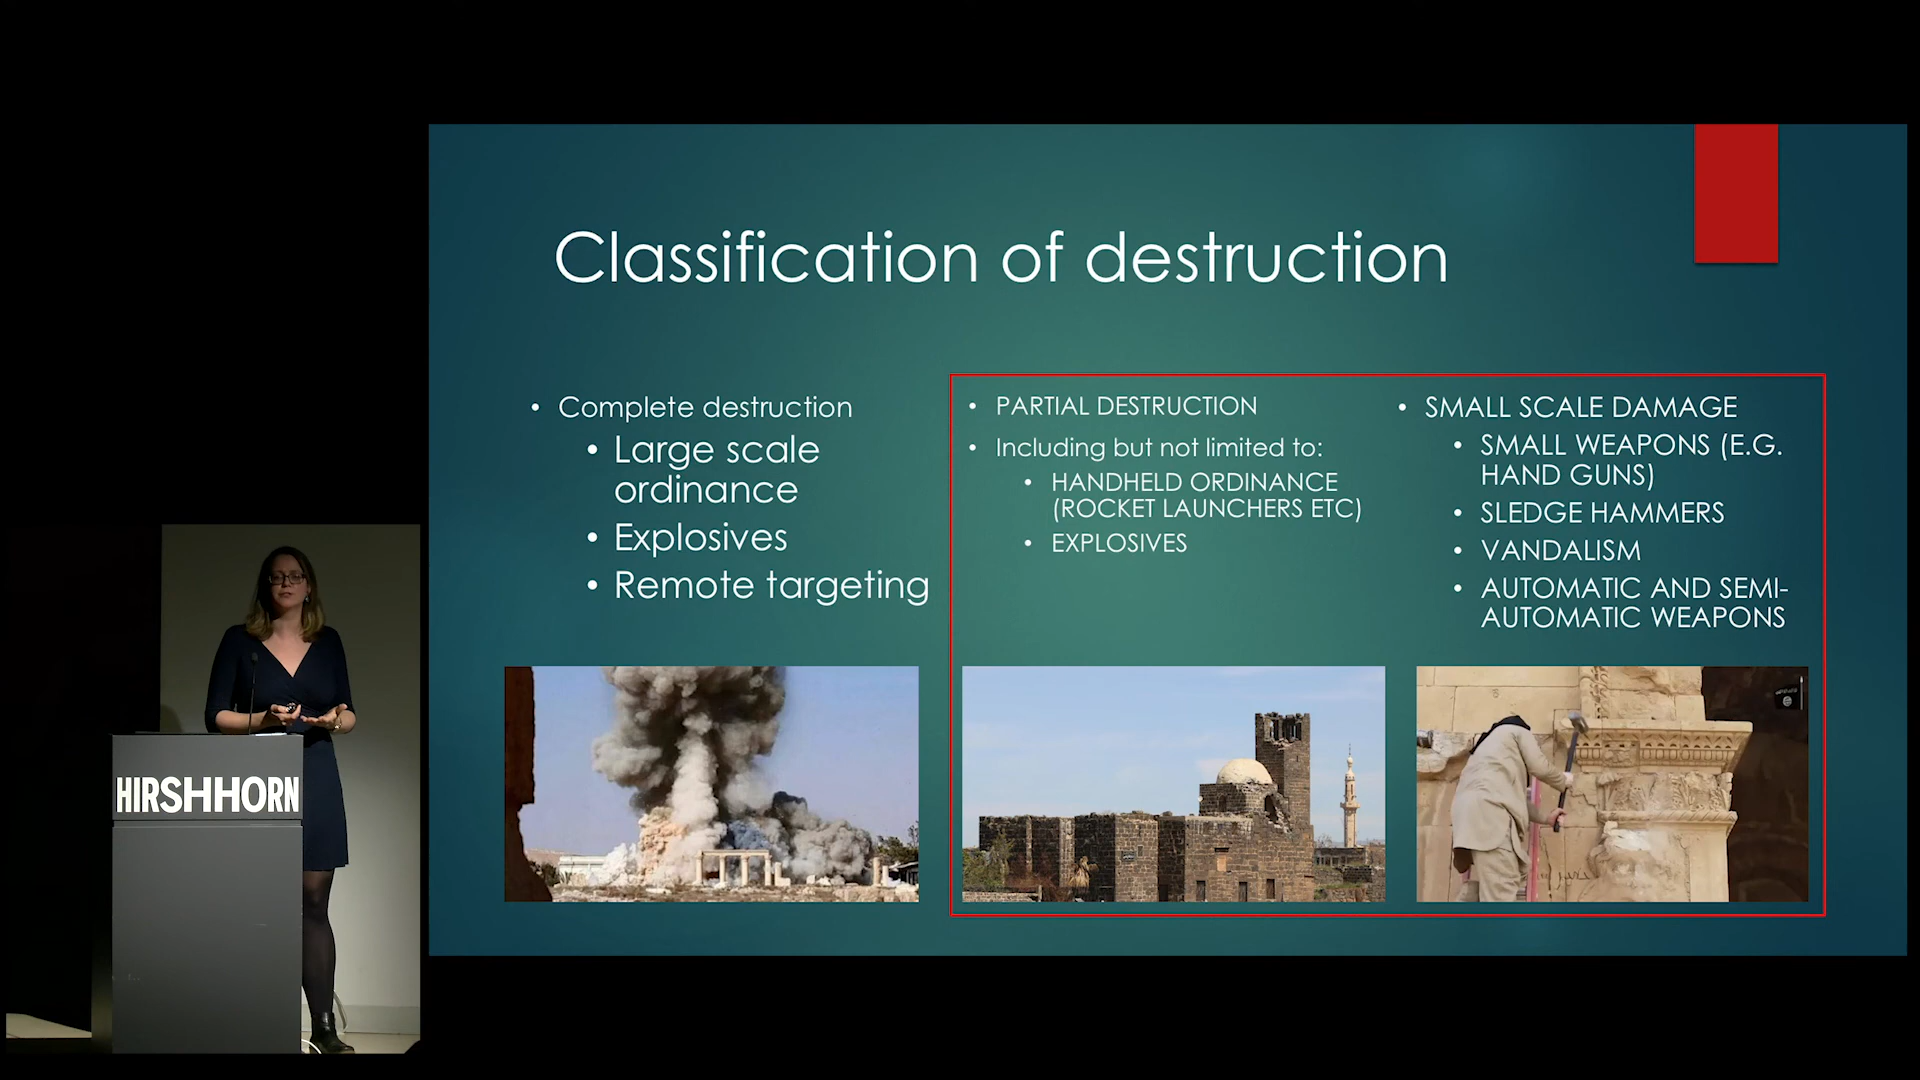 Classification of destruction
• Complete destruction
• Large scale
ordinance
• Explosives
• Remote targeting
• PARTIAL DESTRUCTION
• Including but not limited to:
• HANDHELD ORDINANCE
(ROCKET LAUNCHERS ETC)
• EXPLOSIVES
• SMALL SCALE DAMAGE
• SMALL WEAPONS (E.G.
HAND GUNS)
• SLEDGE HAMMERS
• VANDALISM
• AUTOMATIC AND SEMI-
AUTOMATIC WEAPONS
HIRSHHORN